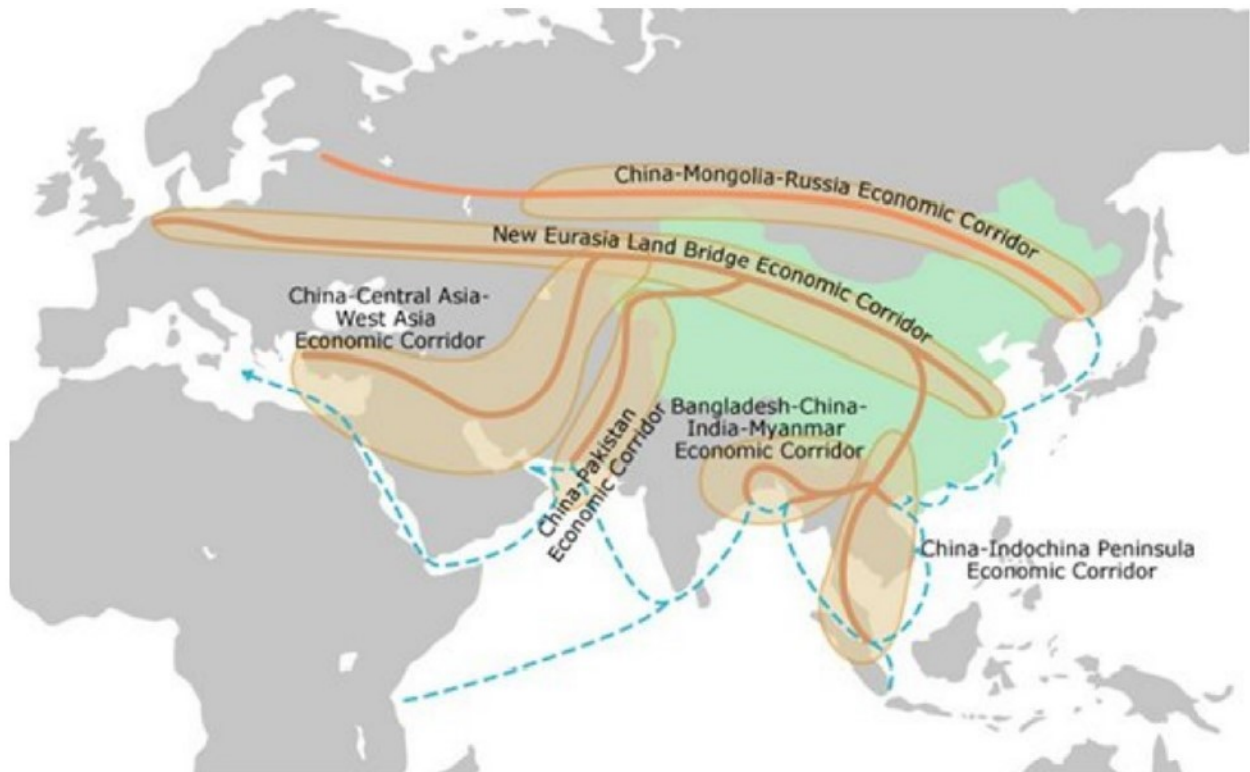 China-Mongolia-Russia Economic Corridor
New Eurasia Land Bridge Economic Corridor
China-Central Asia-
West Asia
Economic Corridor
China-Pakistan
Economic Corridor
Bangladesh-China-
India-Myanmar
Economic Corridor
China-Indochina Peninsula
Economic Corridor